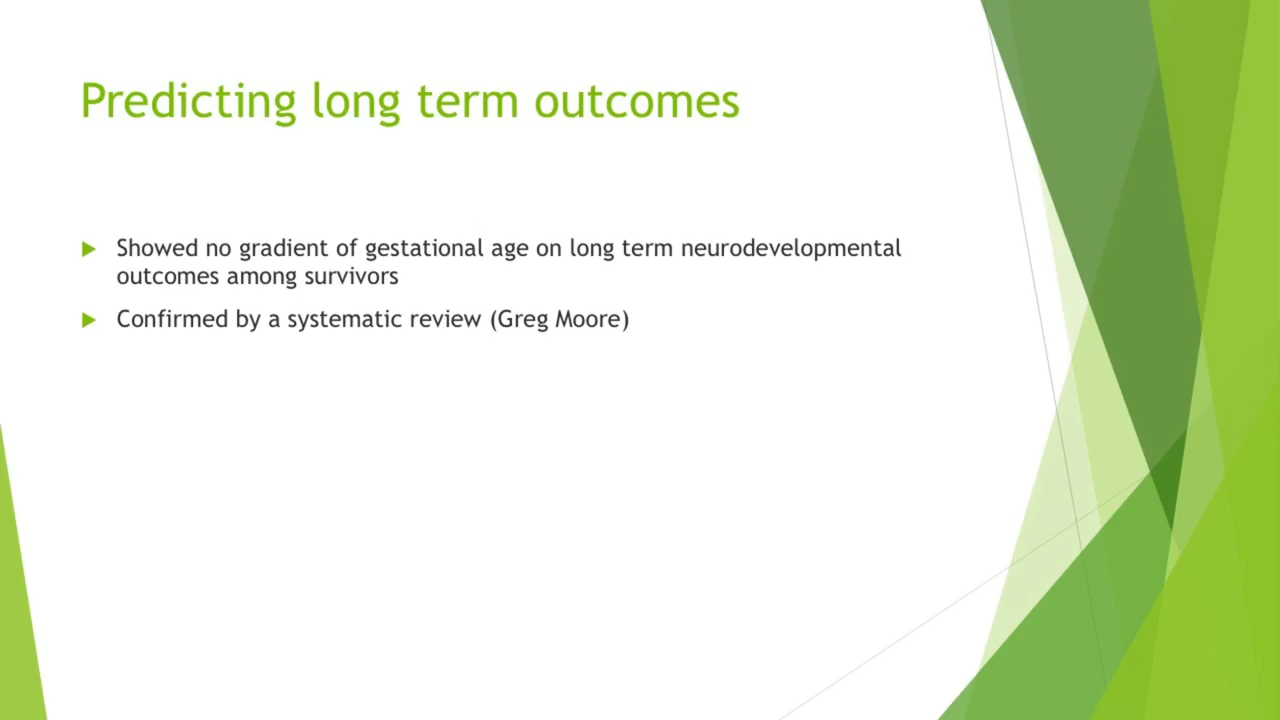 Predicting long term outcomes
Showed no gradient of gestational age on long term neurodevelopmental
outcomes among survivors
Confirmed by a systematic review (Greg Moore)